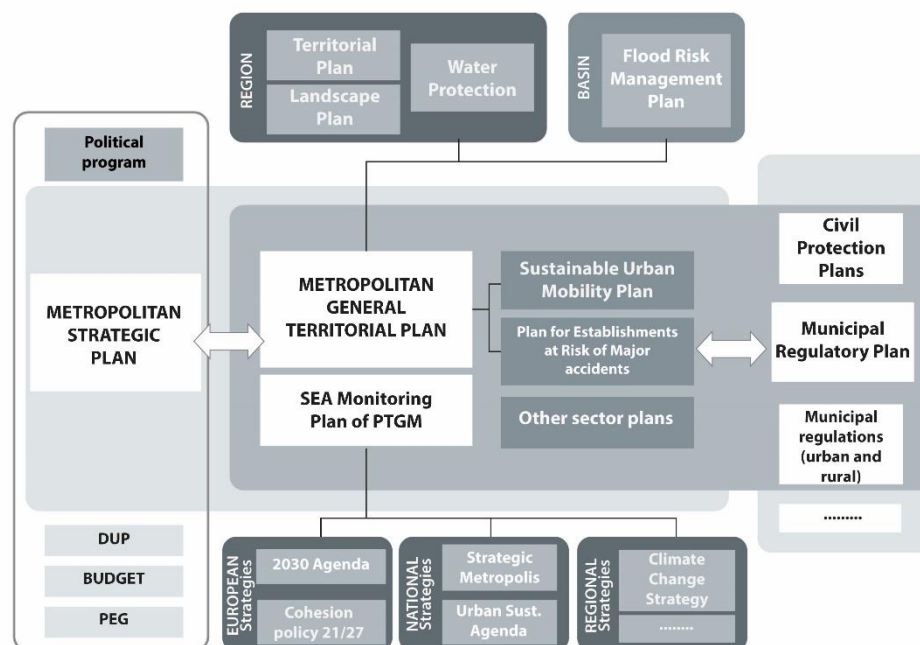 REGION
Territorial
Plan
Landscape
Plan
Water
Protection
BASIN
Flood Risk
Management
Plan
Political
program
METROPOLITAN
STRATEGIC
PLAN
METROPOLITAN
GENERAL
TERRITORIAL PLAN
SEA Monitoring
Plan of PTGM
Sustainable Urban
Mobility Plan
Plan for Establishments
at Risk of Major
accidents
Other sector plans
Civil
Protection
Plans
Municipal
Regulatory Plan
Municipal
regulations
(urban and
rural)
.........
DUP
BUDGET
PEG
EUROPEAN
Strategies
2030 Agenda
Cohesion
policy 21/27
NATIONAL
Strategies
Strategic
Metropolis
Urban Sust.
Agenda
REGIONAL
Strategies
Climate
Change
Strategy
........